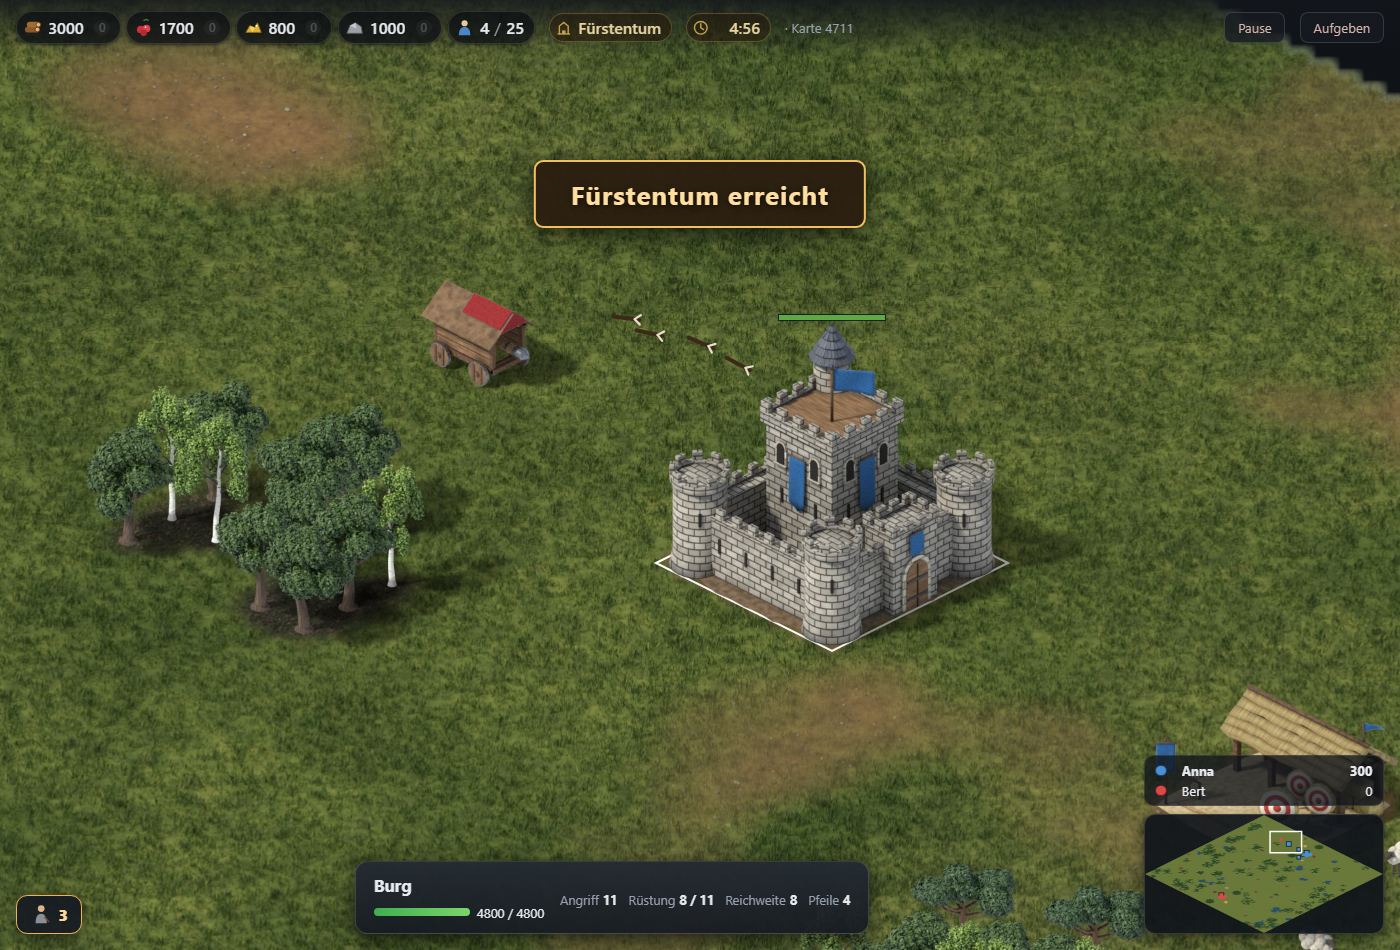 3000 0 1700 0 800 0 1000 0 4 / 25 Fürstentum 4:56 · Karte 4711 Pause Aufgeben
Fürstentum erreicht
Anna 300
Bert 0
Burg
4800 / 4800 Angriff 11 Rüstung 8 / 11 Reichweite 8 Pfeile 4
3